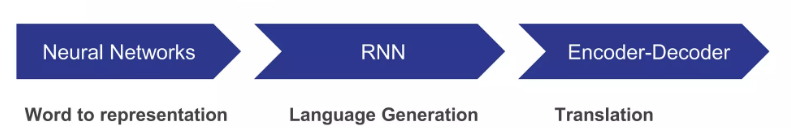 Neural Networks
RNN
Encoder-Decoder
Word to representation
Language Generation
Translation